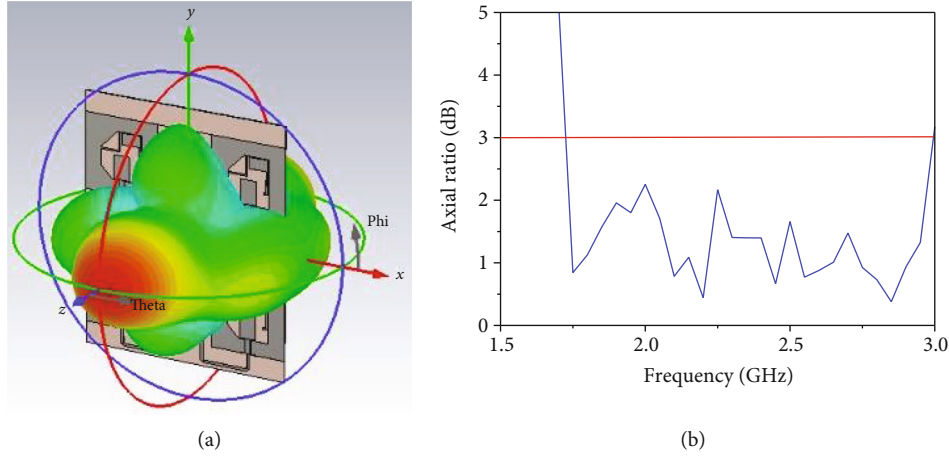 y
Phi
x
z
Theta
(a)
5
4
3
2
1
0
Axial ratio (dB)
1.5
2.0
2.5
3.0
Frequency (GHz)
(b)